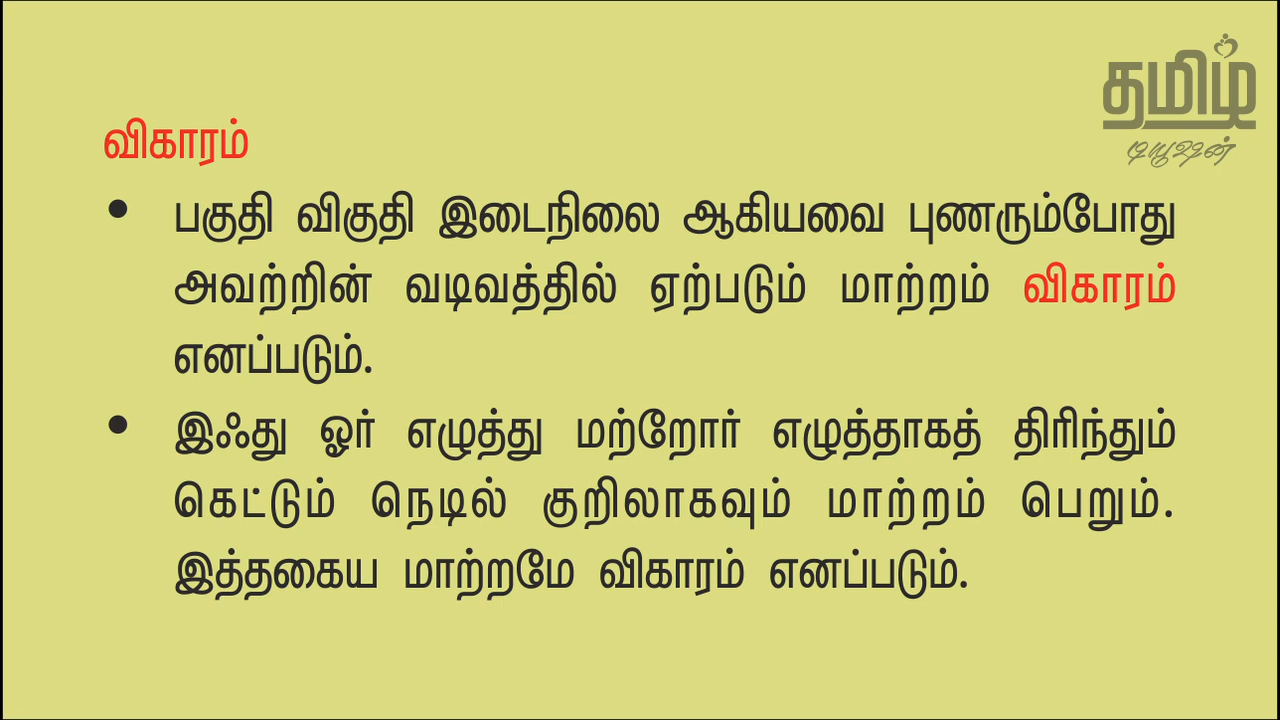 தமிழ்
டியூஷன்
விகாரம்
• பகுதி விகுதி இடைநிலை ஆகியவை புணரும்போது
அவற்றின் வடிவத்தில் ஏற்படும் மாற்றம் விகாரம்
எனப்படும்.
• இஃது ஓர் எழுத்து மற்றோர் எழுத்தாகத் திரிந்தும்
கெட்டும் நெடில் குறிலாகவும் மாற்றம் பெறும்.
இத்தகைய மாற்றமே விகாரம் எனப்படும்.